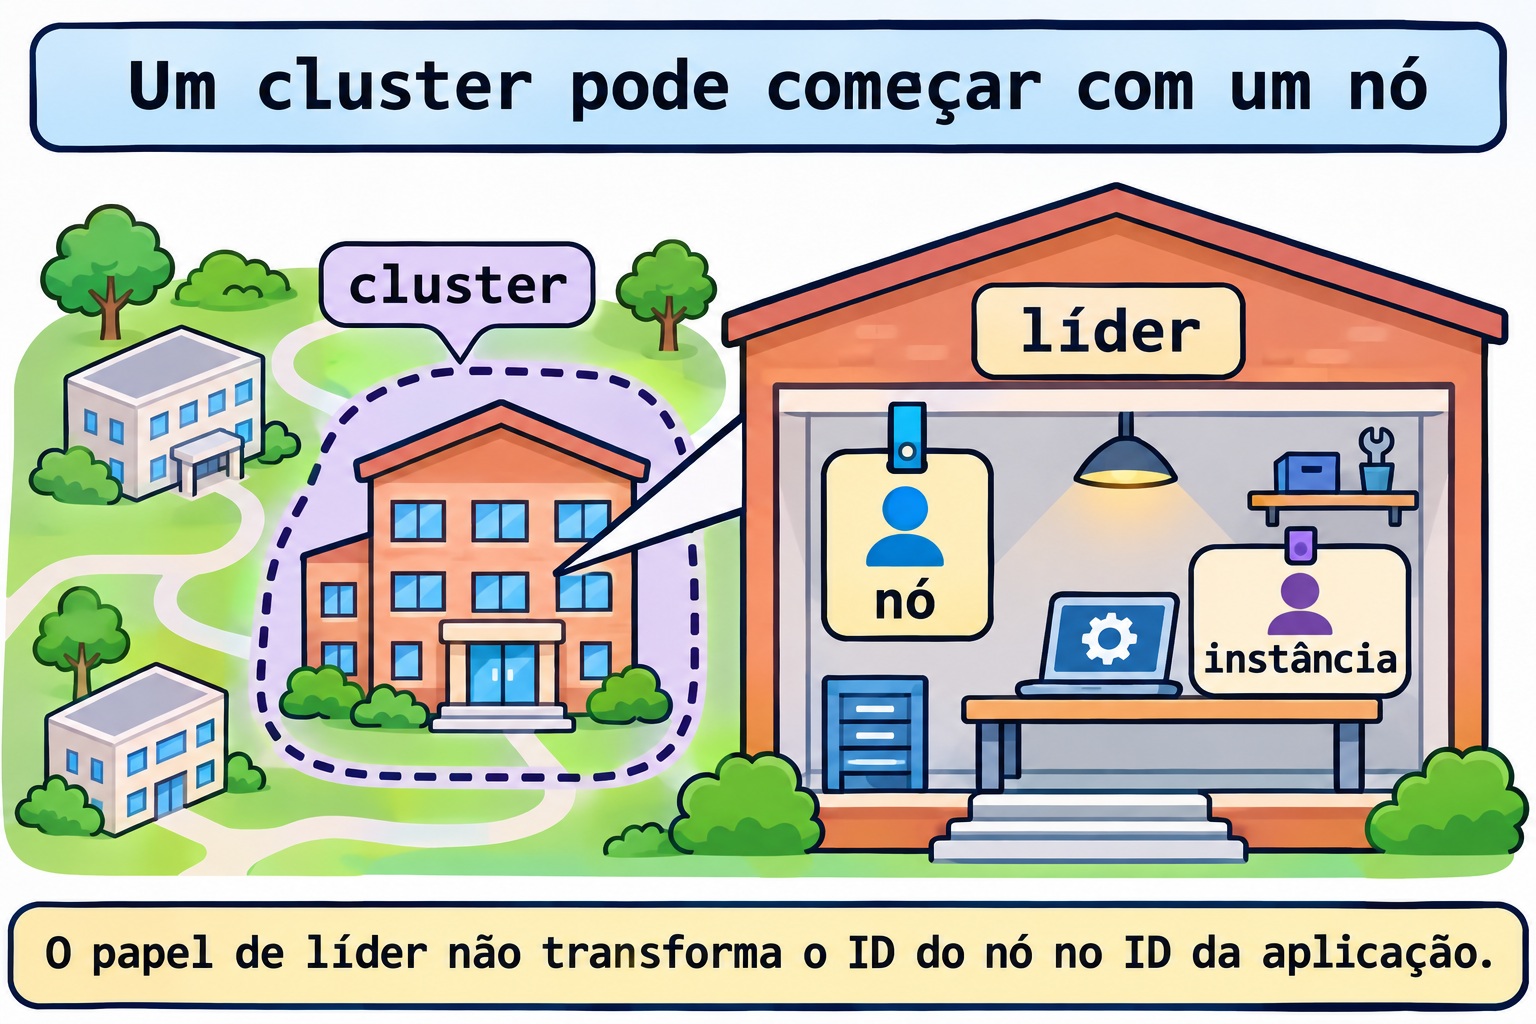 Um cluster pode começar com um nó
cluster
líder
nó
instância
O papel de líder não transforma o ID do nó no ID da aplicação.